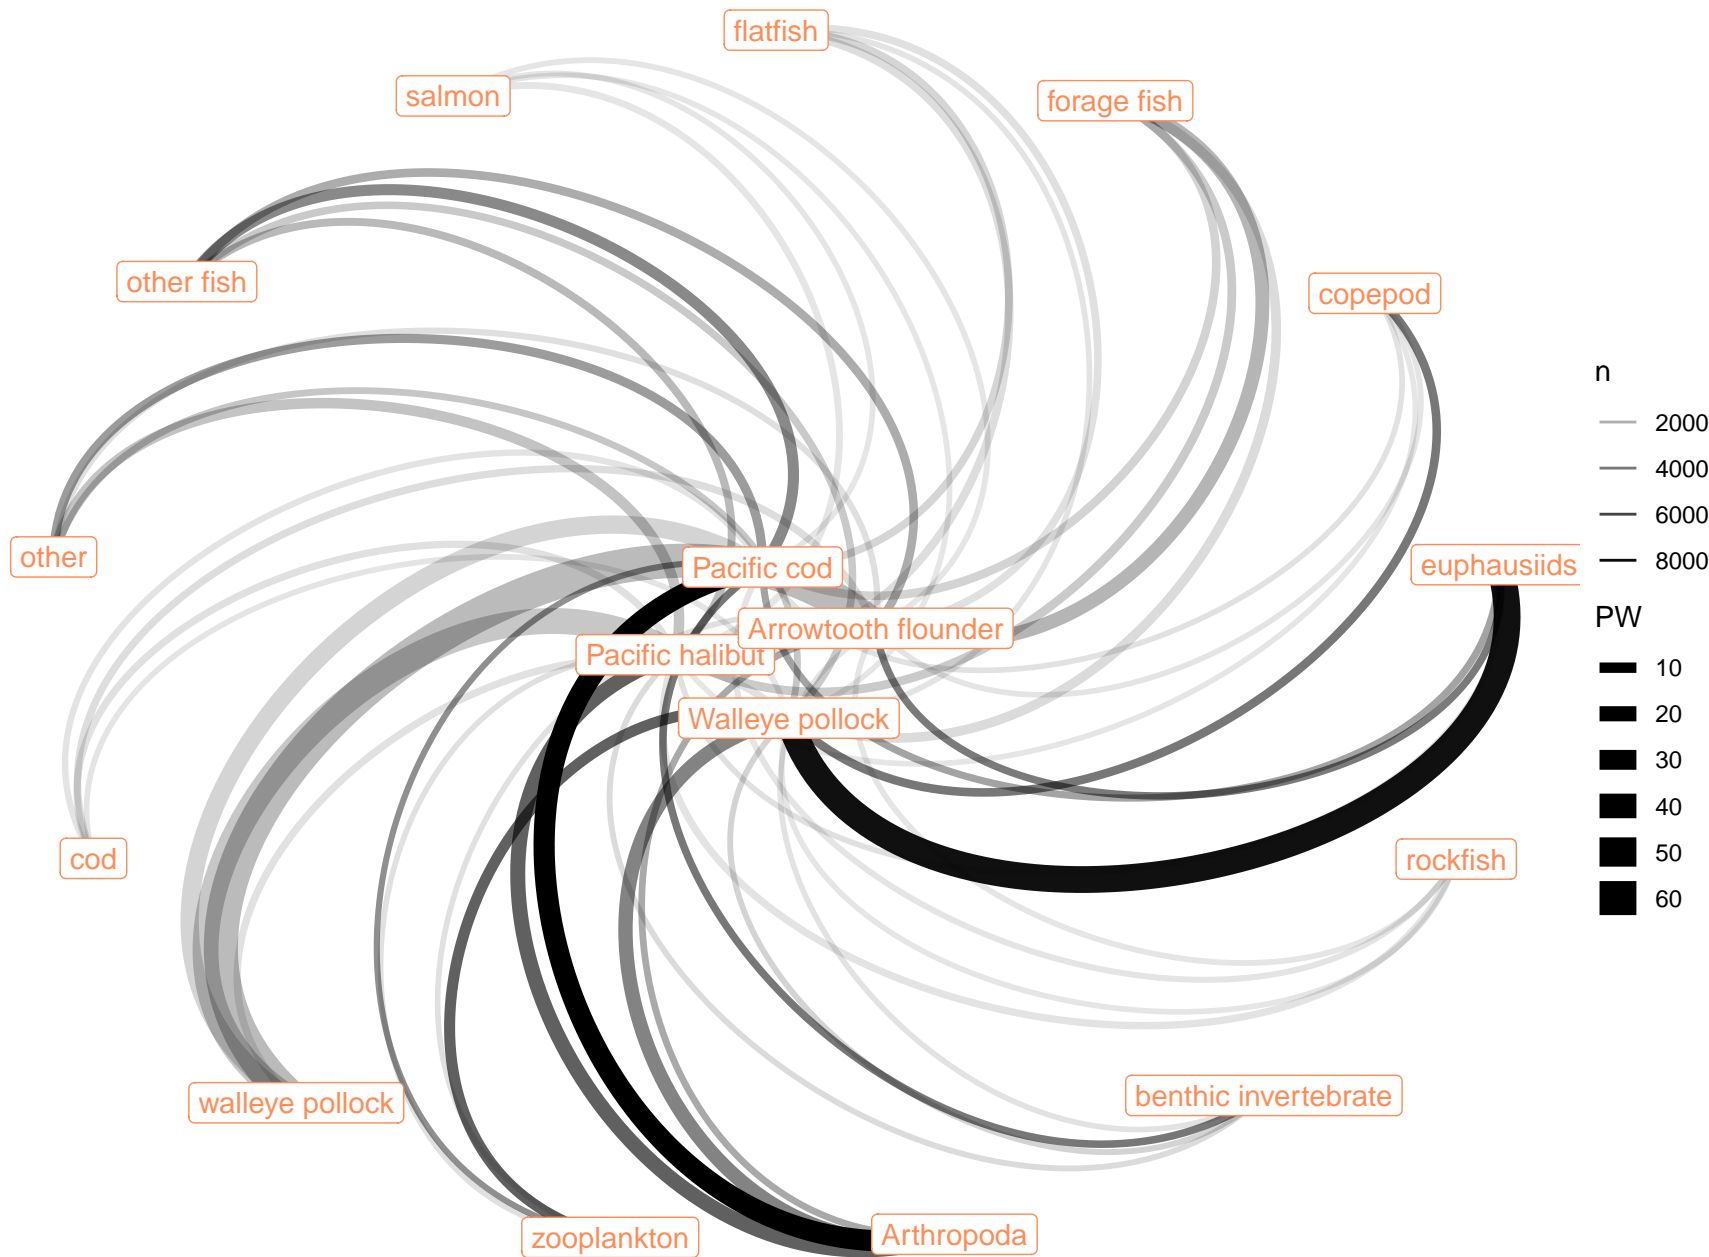 flatfish
salmon
forage fish
other fish
copepod
n
2000
4000
6000
8000
other
Pacific cod
euphausiids
PW
10
20
30
40
50
60
Arrowtooth flounder
Pacific halibut
Walleye pollock
cod
rockfish
walleye pollock
benthic invertebrate
zooplankton
Arthropoda